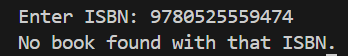 Enter ISBN: 9780525559474
No book found with that ISBN.